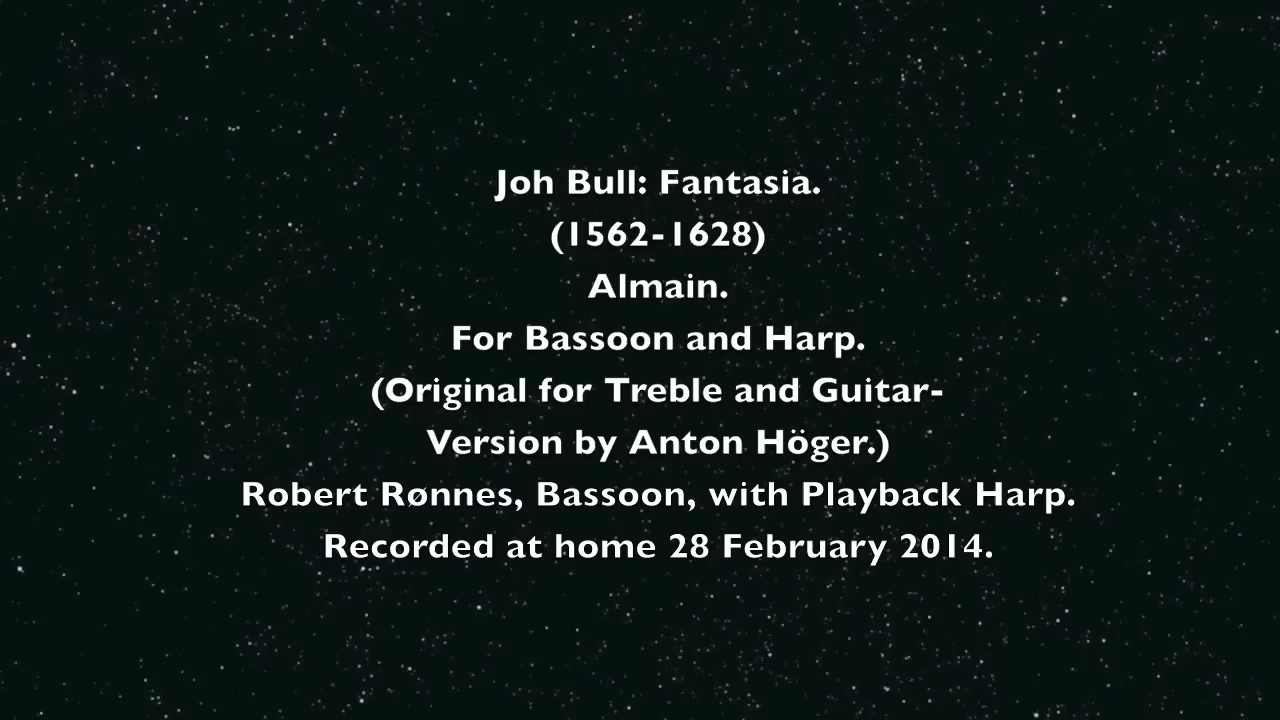 Joh Bull: Fantasia.
(1562-1628)
Almain.
For Bassoon and Harp.
(Original for Treble and Guitar-
Version by Anton Höger.)
Robert Rønnes, Bassoon, with Playback Harp.
Recorded at home 28 February 2014.